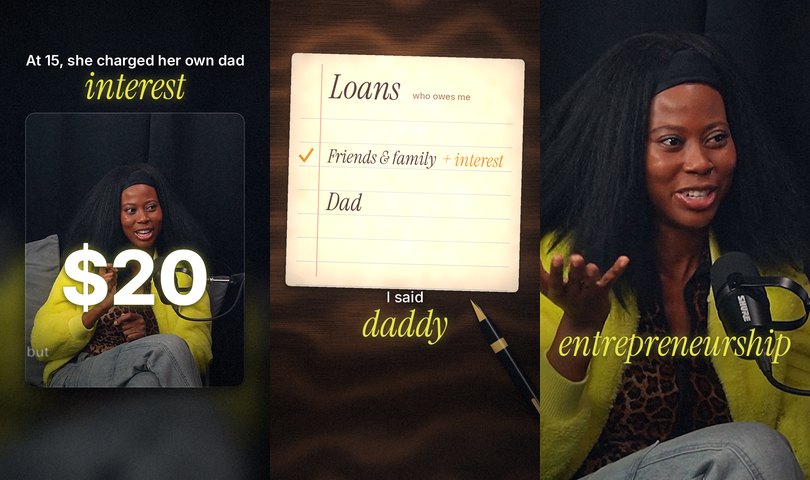 At 15, she charged her own dad
interest
$20
but
Loans who owes me
Friends & family + interest
Dad
I said
daddy
SHURE
entrepreneurship